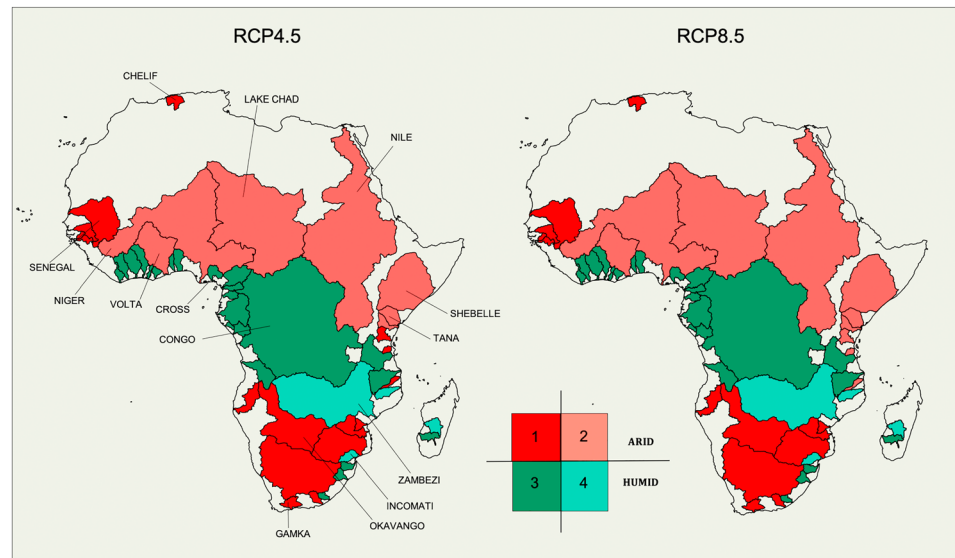 RCP4.5
RCP8.5
CHELIF
LAKE CHAD
NILE
SENEGAL
NIGER
VOLTA
CROSS
CONGO
SHEBELLE
TANA
ZAMBEZI
INCOMATI
OKAVANGO
GAMKA
1 2 ARID
3 4 HUMID